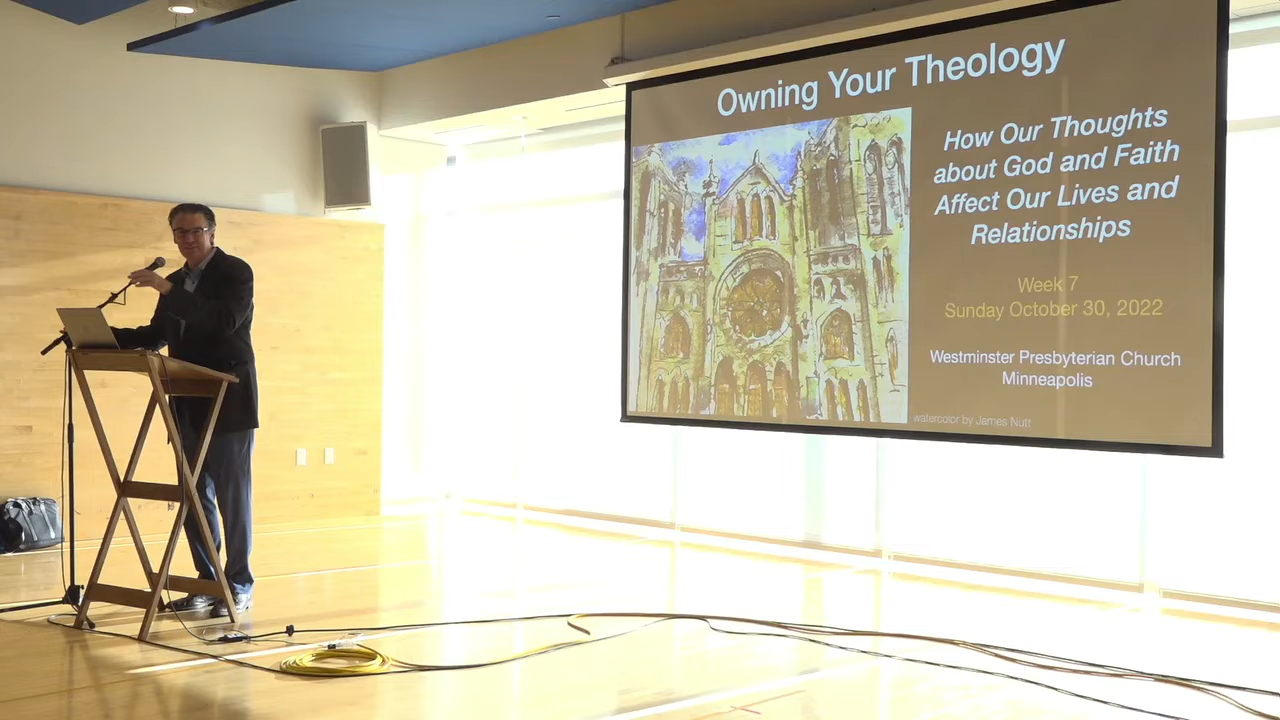 Owning Your Theology
How Our Thoughts
about God and Faith
Affect Our Lives and
Relationships
Week 7
Sunday October 30, 2022
Westminster Presbyterian Church
Minneapolis
watercolor by James Nutt